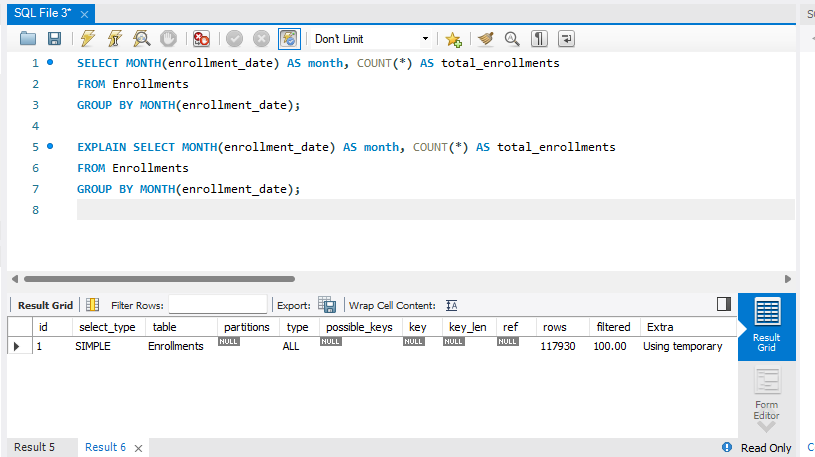 SQL File 3*
Don't Limit
1 SELECT MONTH(enrollment_date) AS month, COUNT(*) AS total_enrollments
2 FROM Enrollments
3 GROUP BY MONTH(enrollment_date);
4
5 EXPLAIN SELECT MONTH(enrollment_date) AS month, COUNT(*) AS total_enrollments
6 FROM Enrollments
7 GROUP BY MONTH(enrollment_date);
8
Result Grid Filter Rows: Export: Wrap Cell Content: IA
id select_type table partitions type possible_keys key key_len ref rows filtered Extra
1 SIMPLE Enrollments NULL ALL NULL NULL NULL NULL 117930 100.00 Using temporary
Result
Grid
Form
Editor
Result 5 Result 6 Read Only